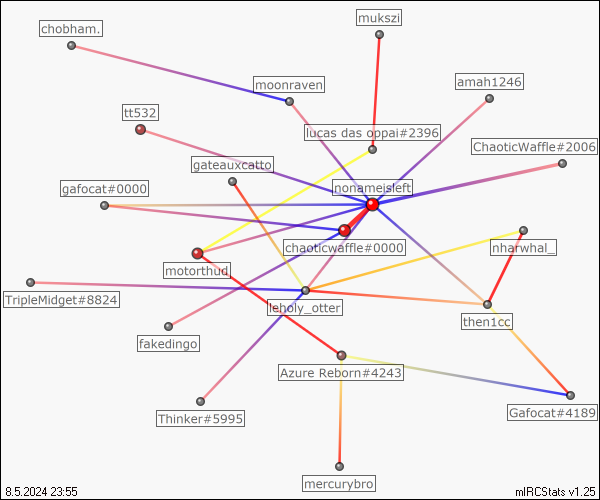 mukszi
chobham.
moonraven
amah1246
tt532
lucas das oppai#2396
ChaoticWaffle#2006
gateauxcatto
gafocat#0000
nonameisleft
chaoticwaffle#0000
nharwhal_
motorthud
TripleMidget#8824
leholy_otter
then1cc
fakedingo
Azure Reborn#4243
Thinker#5995
Gafocat#4189
mercurybro
8.5.2024 23:55
mIRCStats v1.25